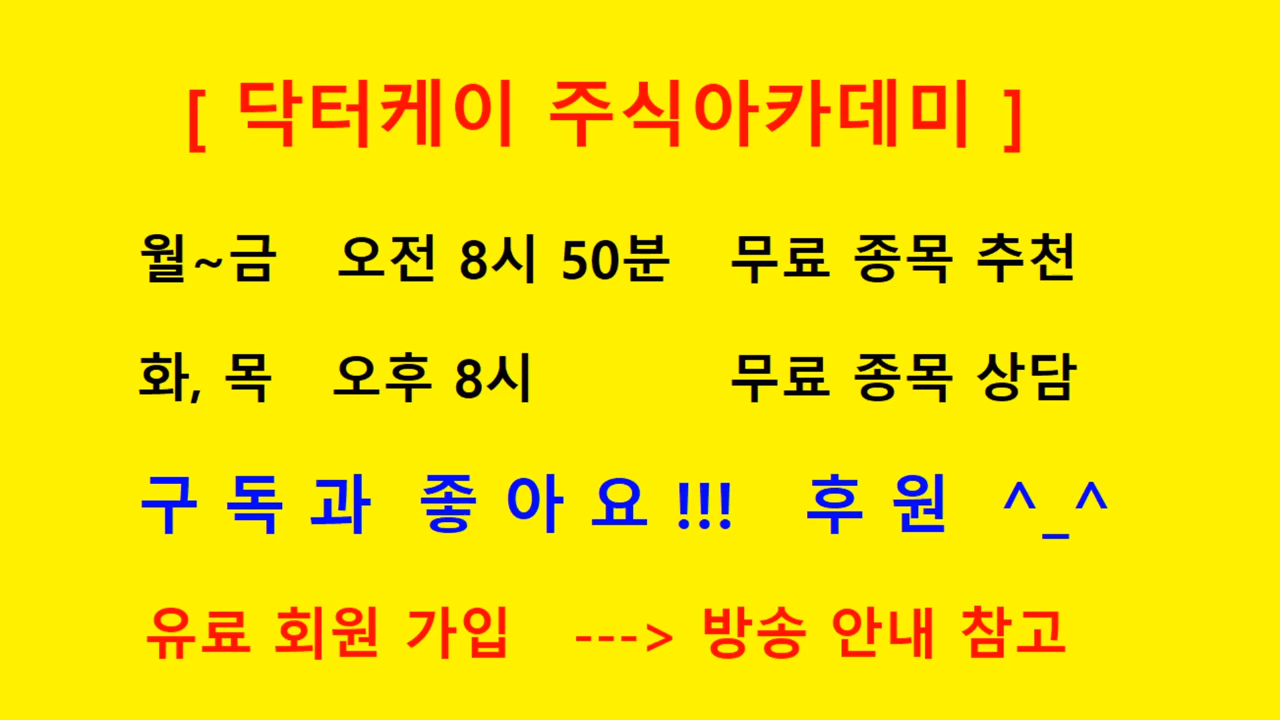 [ 닥터케이 주식아카데미 ]
월~금 오전 8시 50분 무료 종목 추천
화, 목 오후 8시 무료 종목 상담
구 독 과 좋 아 요 !!! 후 원 ^_^
유료 회원 가입 ---> 방송 안내 참고